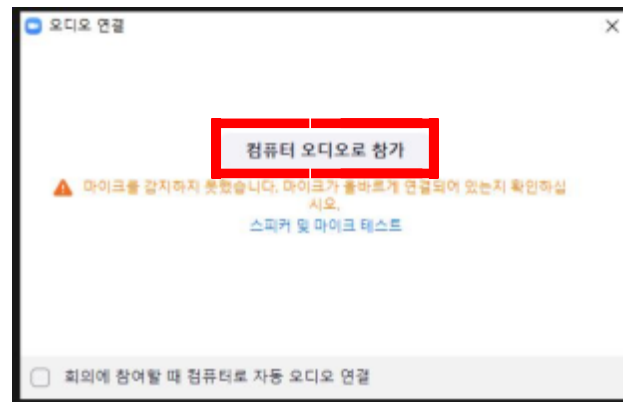 오디오 연결
컴퓨터 오디오로 참가
마이크를 감지하지 못했습니다. 마이크가 올바르게 연결되어 있는지 확인하십
시오.
스피커 및 마이크 테스트
회의에 참여할 때 컴퓨터로 자동 오디오 연결